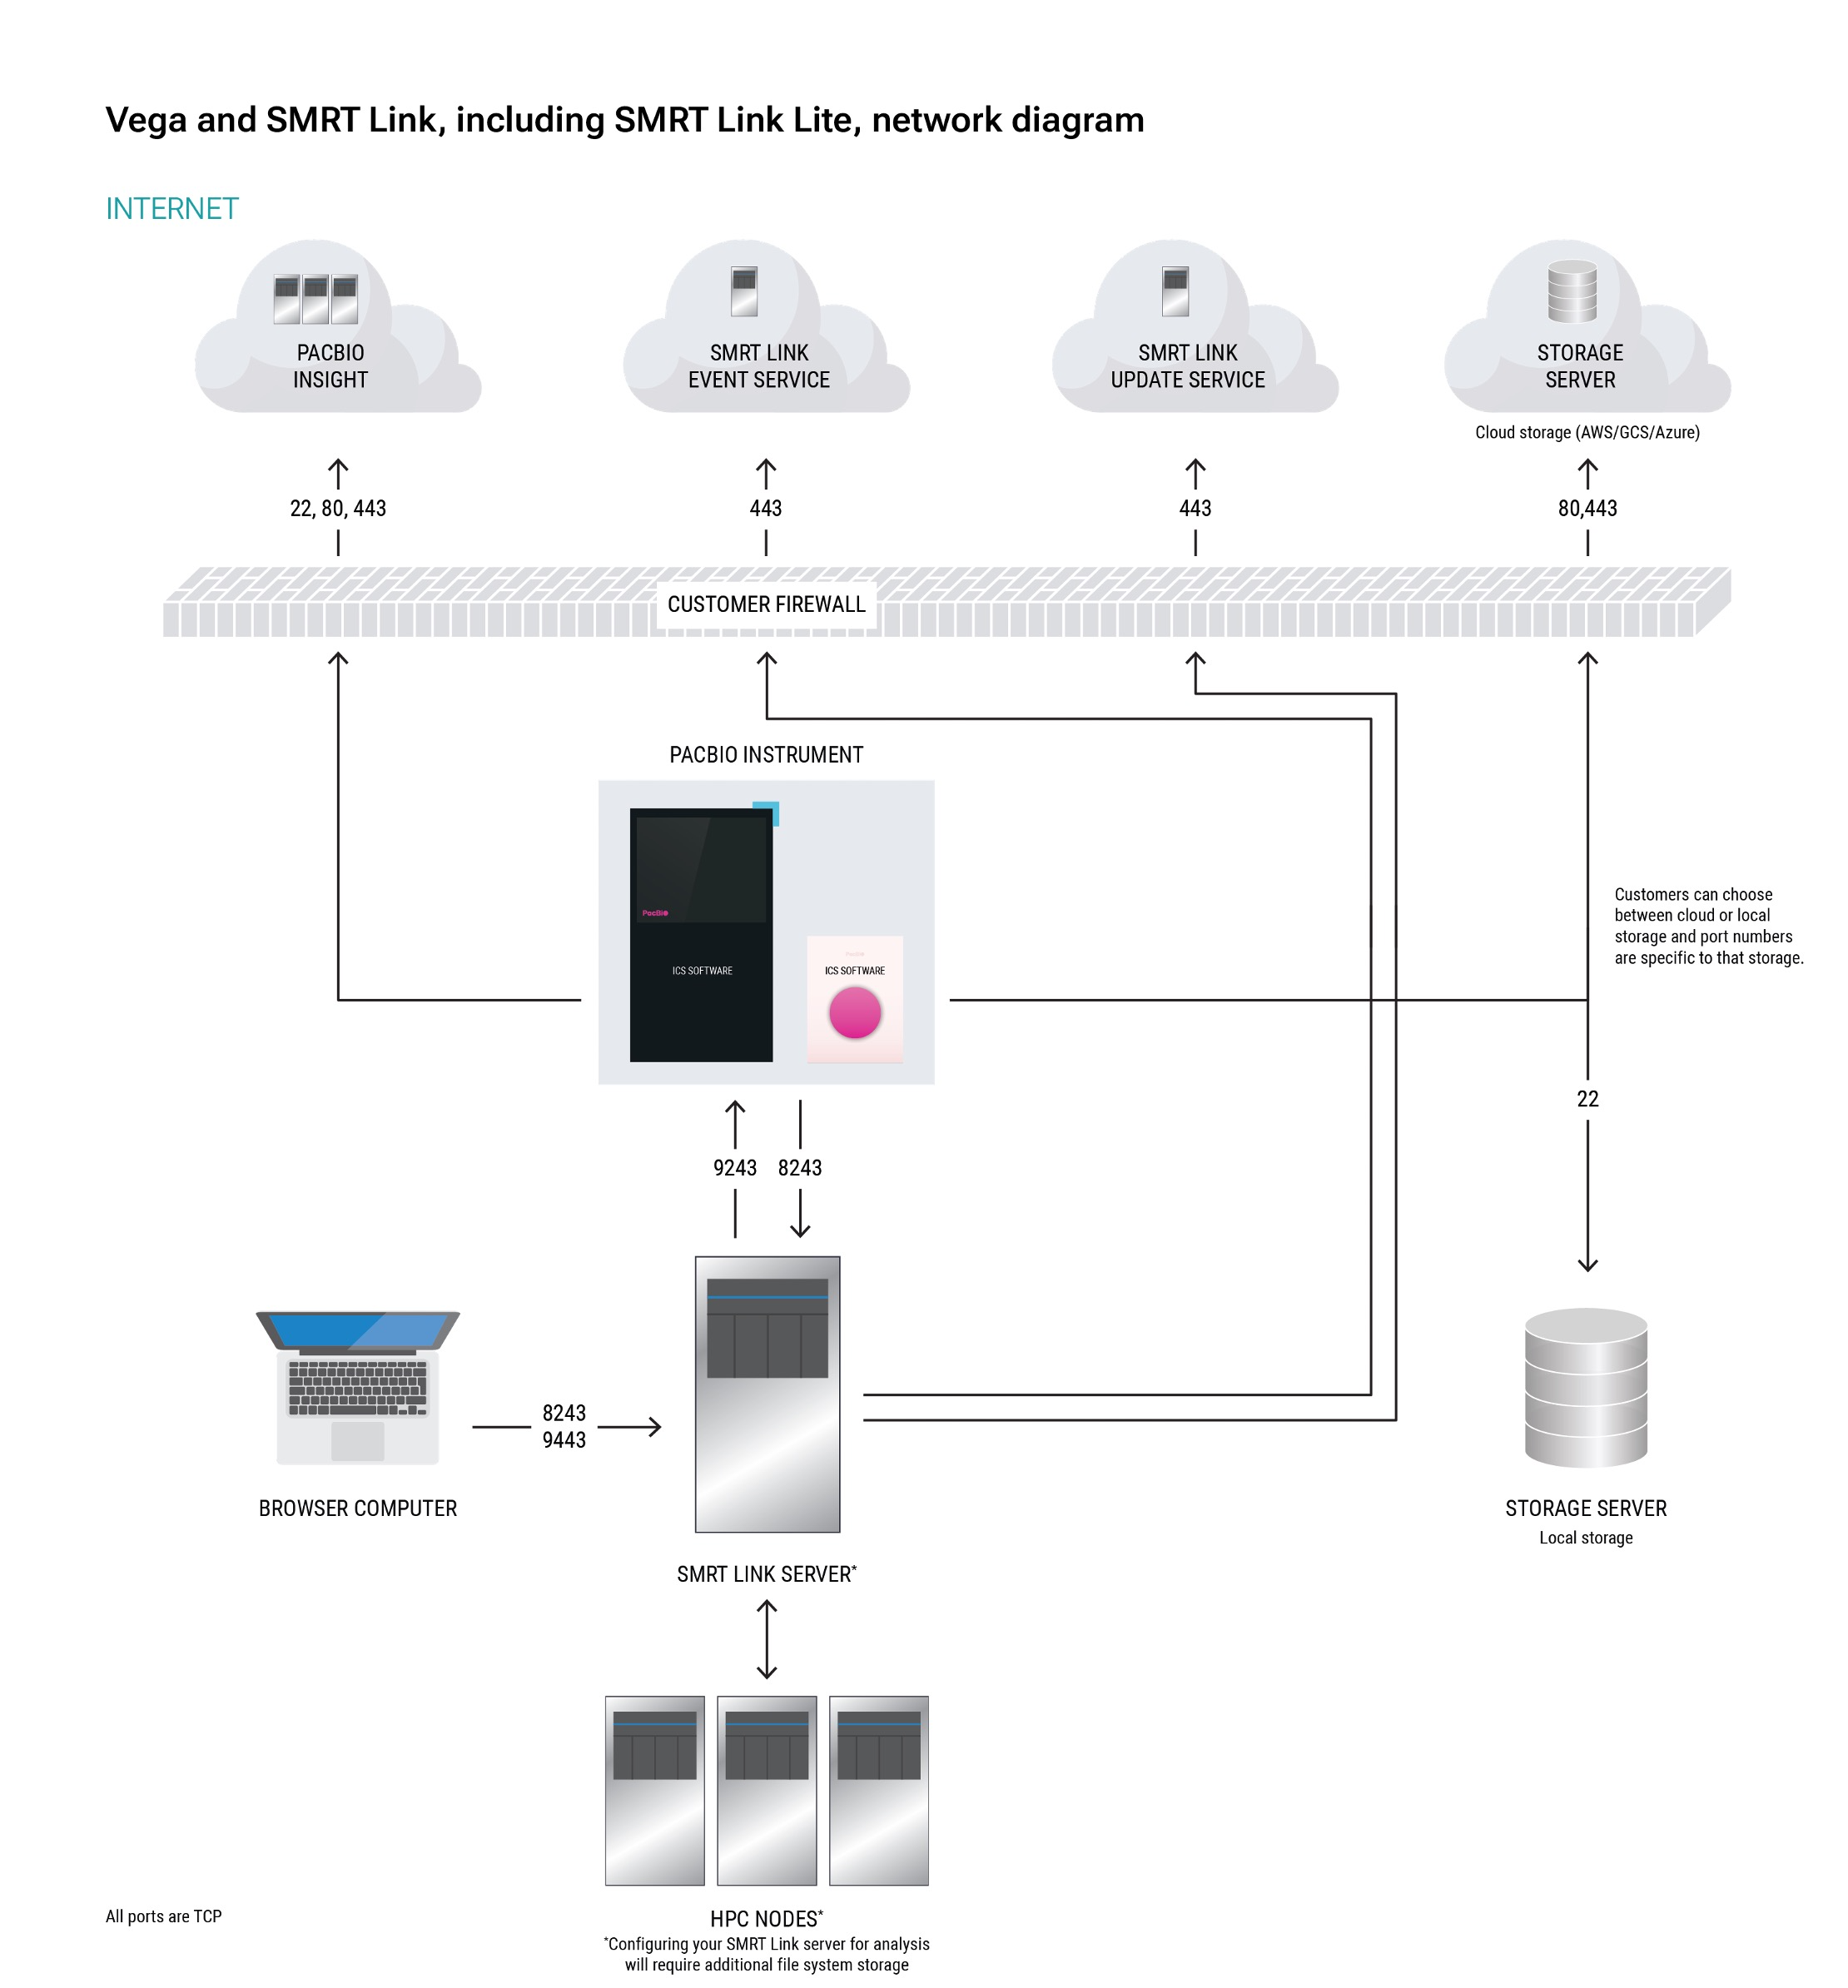 Vega and SMRT Link, including SMRT Link Lite, network diagram
INTERNET
PACBIO
INSIGHT
SMRT LINK
EVENT SERVICE
SMRT LINK
UPDATE SERVICE
STORAGE
SERVER
Cloud storage (AWS/GCS/Azure)
22, 80, 443
443
443
80,443
CUSTOMER FIREWALL
PACBIO INSTRUMENT
PacBio
ICS SOFTWARE
PacBio
ICS SOFTWARE
Customers can choose
between cloud or local
storage and port numbers
are specific to that storage.
22
9243
8243
8243
9443
BROWSER COMPUTER
SMRT LINK SERVER*
STORAGE SERVER
Local storage
HPC NODES*
*Configuring your SMRT Link server for analysis
will require additional file system storage
All ports are TCP